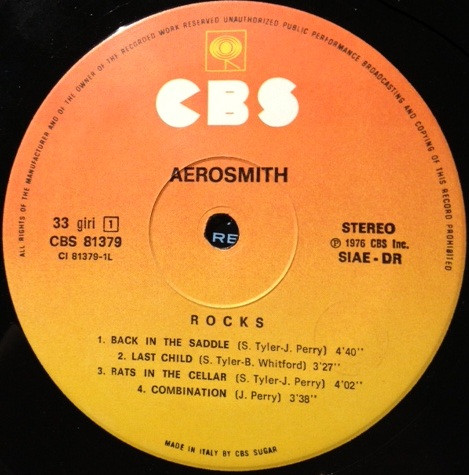 ALL RIGHTS OF THE MANUFACTURER AND OF THE OWNER OF THE RECORDED WORK RESERVED UNAUTHORIZED PUBLIC PERFORMANCE BROADCASTING AND COPYING OF THIS RECORD PROHIBITED
CBS
AEROSMITH
33 giri 1
CBS 81379
CI 81379-1L
RE
STEREO
℗ 1976 CBS Inc.
SIAE-DR
ROCKS
1. BACK IN THE SADDLE (S. Tyler-J. Perry) 4'40''
2. LAST CHILD (S. Tyler-B. Whitford) 3'27''
3. RATS IN THE CELLAR (S. Tyler-J. Perry) 4'02''
4. COMBINATION (J. Perry) 3'38''
MADE IN ITALY BY CBS SUGAR